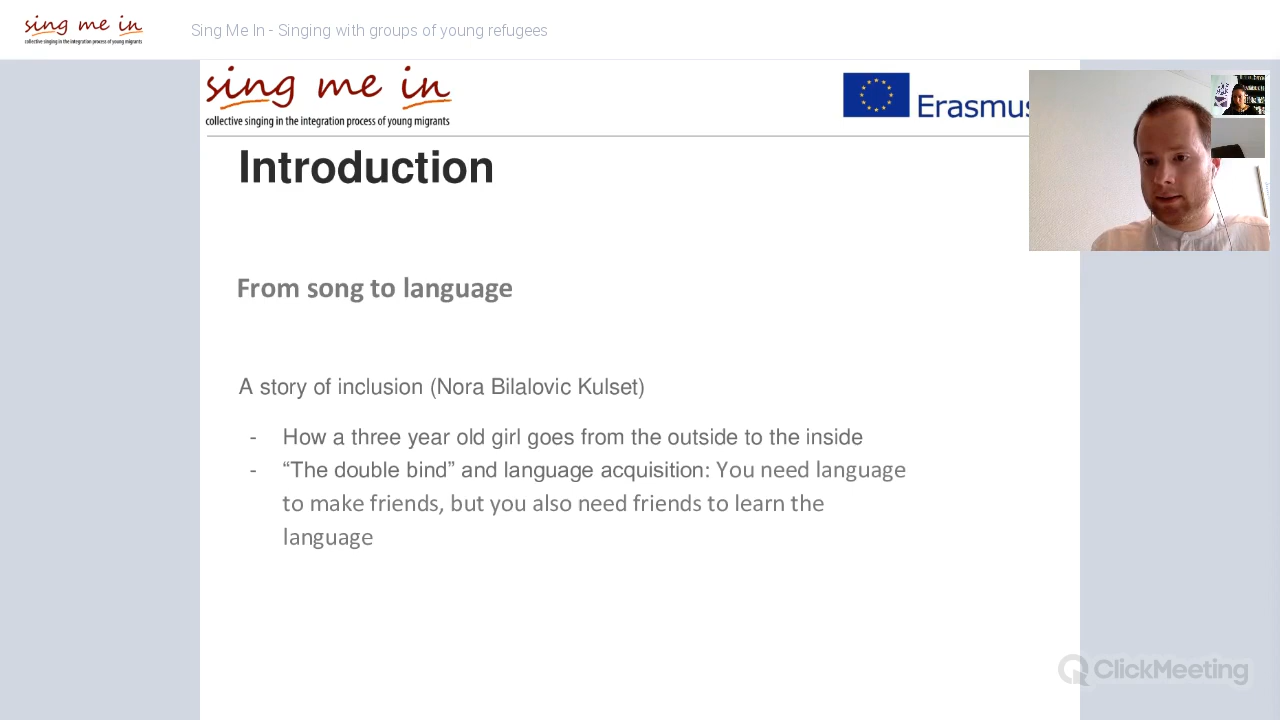 sing me in
collective singing in the integration process of young migrants
Sing Me In - Singing with groups of young refugees
sing me in
collective singing in the integration process of young migrants
Erasmus
Introduction
From song to language
A story of inclusion (Nora Bilalovic Kulset)
- How a three year old girl goes from the outside to the inside
- “The double bind” and language acquisition: You need language
to make friends, but you also need friends to learn the
language
ClickMeeting